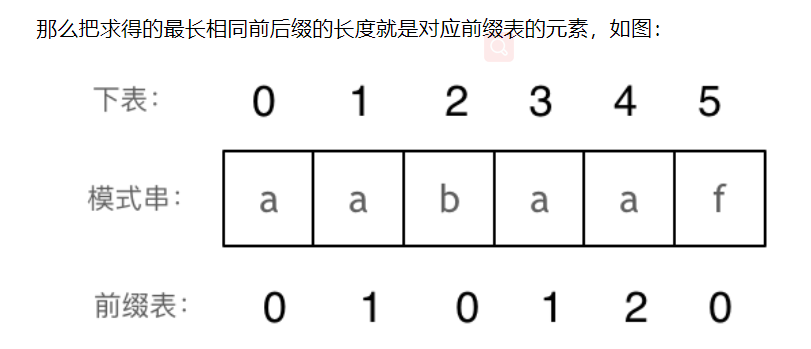 那么把求得的最长相同前后缀的长度就是对应前缀表的元素，如图：
下表： 0 1 2 3 4 5
模式串： a a b a a f
前缀表： 0 1 0 1 2 0